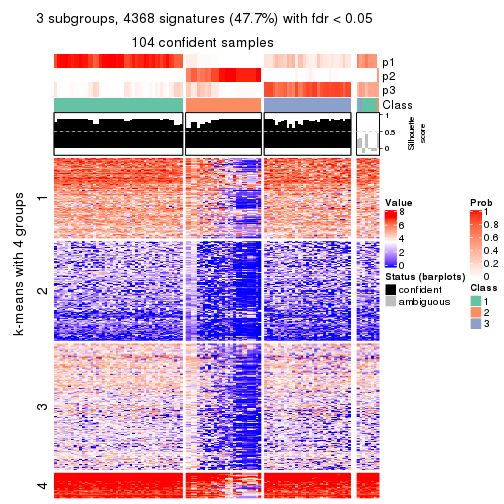 3 subgroups, 4368 signatures (47.7%) with fdr < 0.05
104 confident samples
p1
p2
p3
Class
1
0.5
0
Silhouette
score
k-means with 4 groups
1
2
3
4
Value
8
6
4
2
0
Status (barplots)
confident
ambiguous
Prob
1
0.8
0.6
0.4
0.2
0
Class
1
2
3